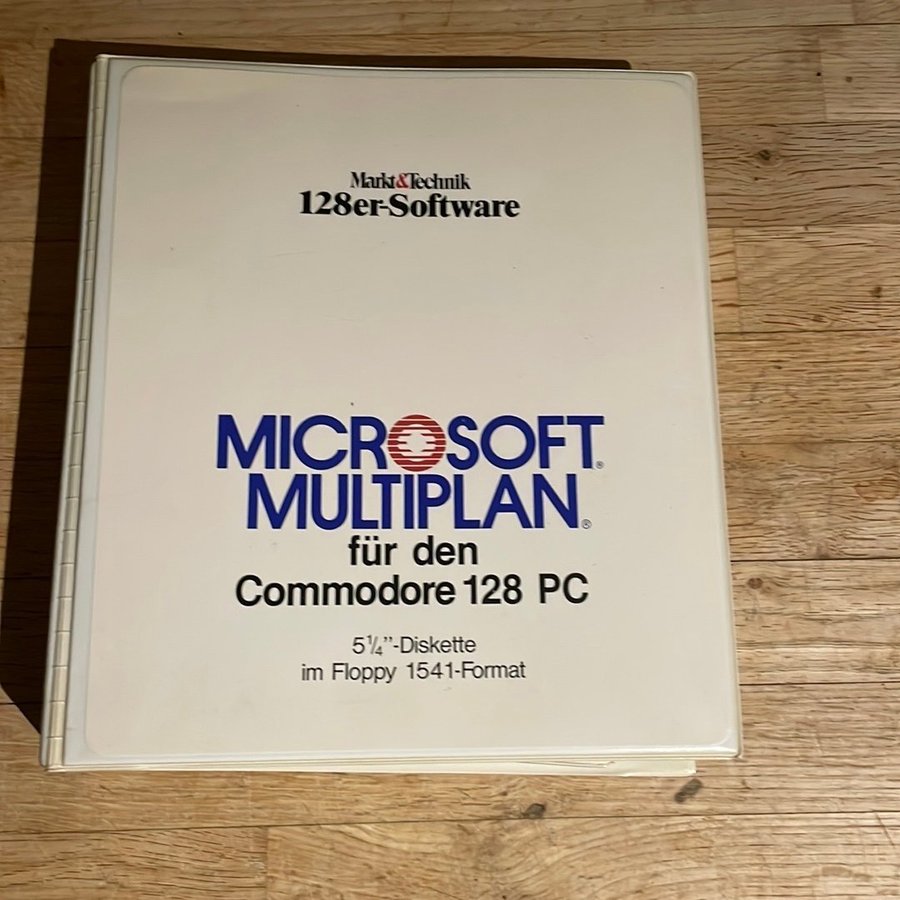 Markt&Technik
128er-Software
MICROSOFT®
MULTIPLAN®
für den
Commodore 128 PC
5¼"-Diskette
im Floppy 1541-Format